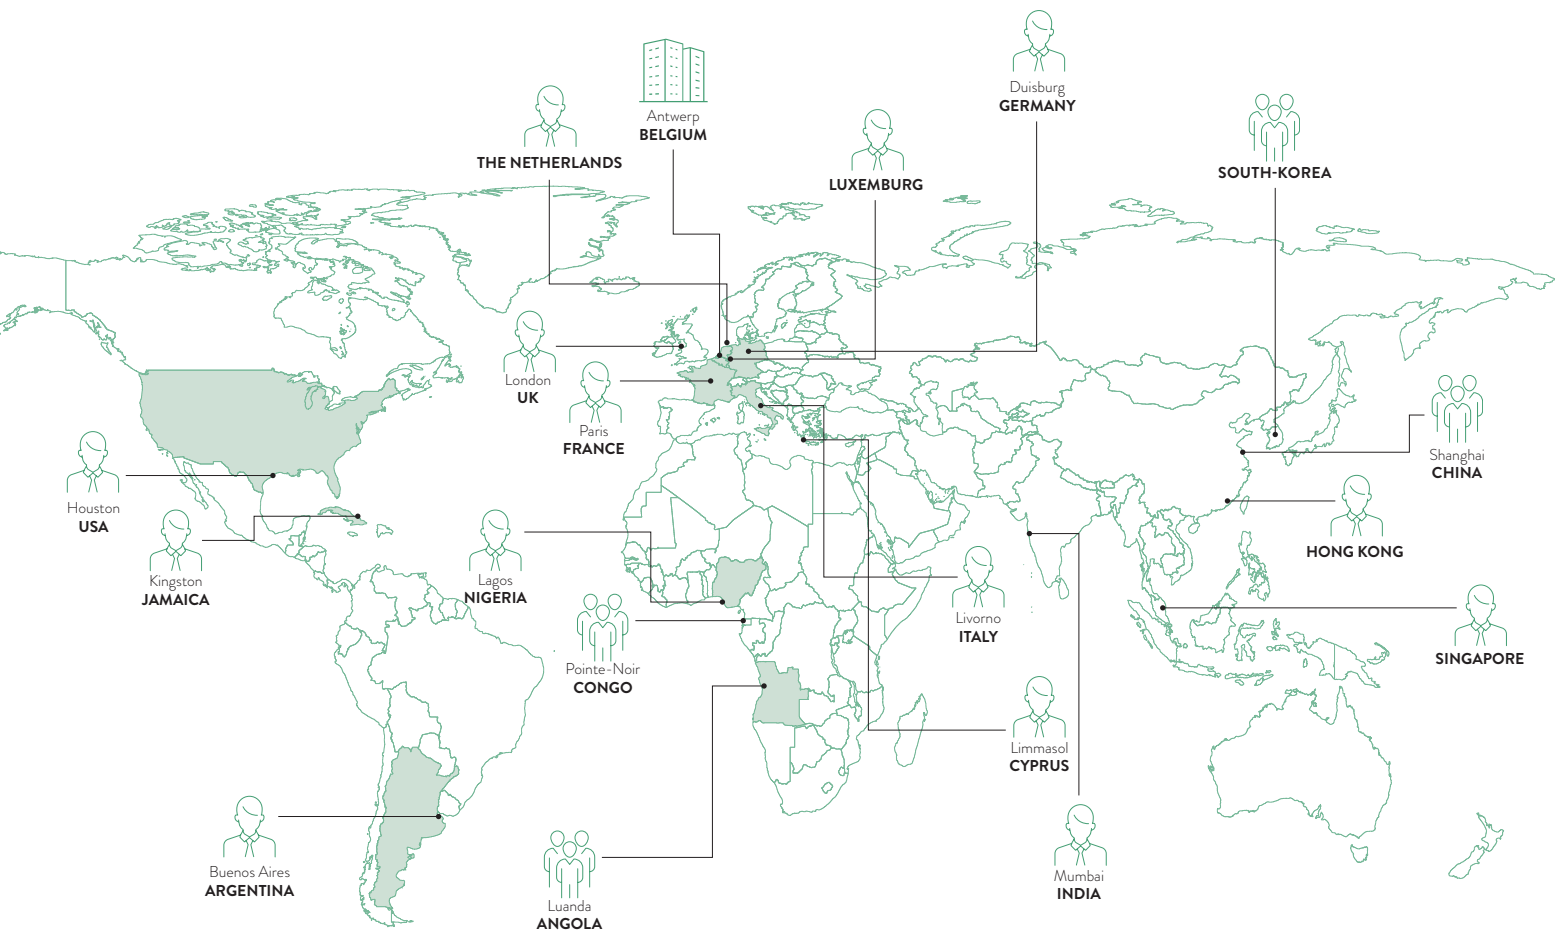 Duisburg
GERMANY
Antwerp
BELGIUM
THE NETHERLANDS
LUXEMBURG
SOUTH-KOREA
London
UK
Paris
FRANCE
Shanghai
CHINA
Houston
USA
HONG KONG
Kingston
JAMAICA
Lagos
NIGERIA
Livorno
ITALY
SINGAPORE
Pointe-Noir
CONGO
Limmasol
CYPRUS
Buenos Aires
ARGENTINA
Mumbai
INDIA
Luanda
ANGOLA